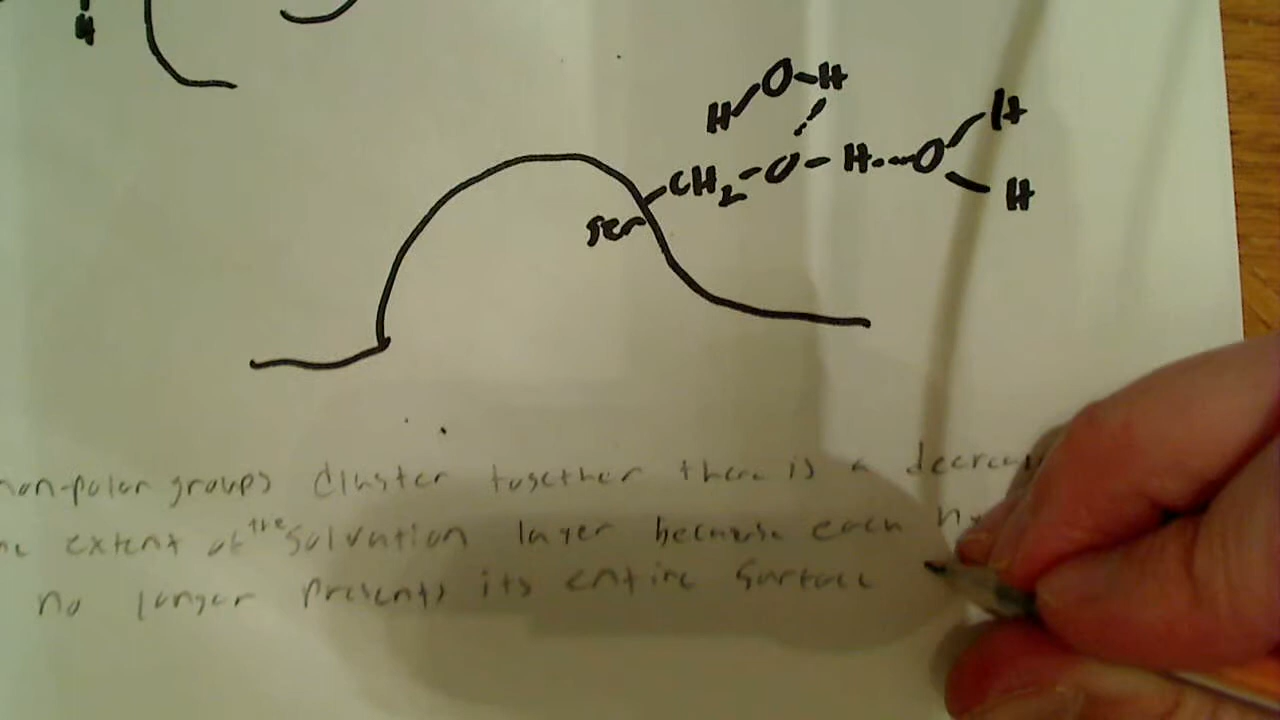 H
H O-H
CH2-O-H---O H
H
ser
non-polar groups cluster together there is a
extent of the solvation layer because each
no longer presents its entire surface